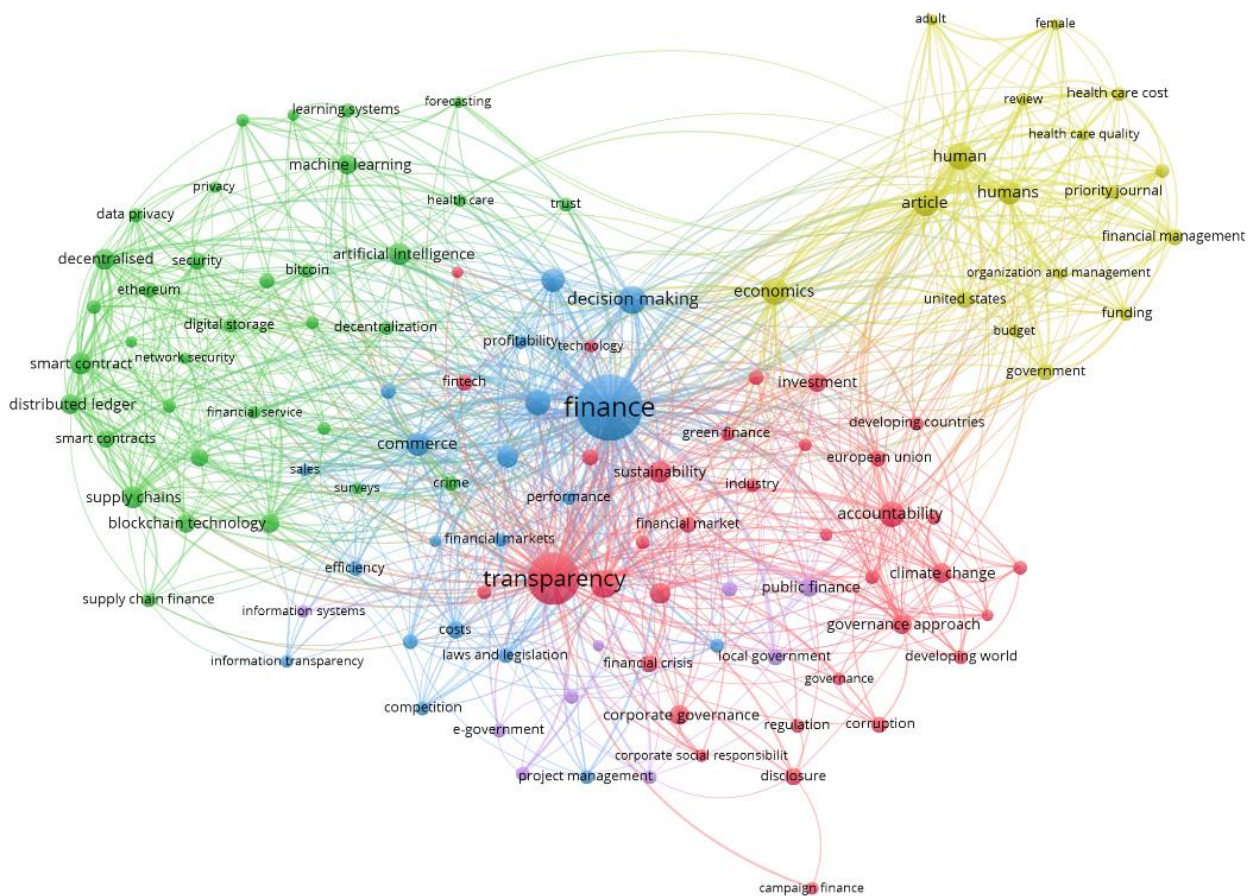 adult
female
learning systems
forecasting
review
health care cost
health care quality
machine learning
human
privacy
health care
humans
priority journal
data privacy
trust
article
financial management
decentralised
security
artificial intelligence
bitcoin
organization and management
ethereum
decision making
economics
united states
funding
digital storage
decentralization
budget
profitability
technology
network security
smart contract
government
fintech
investment
distributed ledger
financial service
finance
developing countries
smart contracts
commerce
green finance
european union
sales
sustainability
surveys
crime
industry
supply chains
performance
blockchain technology
financial market
accountability
financial markets
efficiency
transparency
climate change
supply chain finance
public finance
information systems
governance approach
costs
information transparency
laws and legislation
financial crisis
local government
developing world
governance
competition
corporate governance
e-government
regulation
corruption
corporate social responsibilit
project management
disclosure
campaign finance